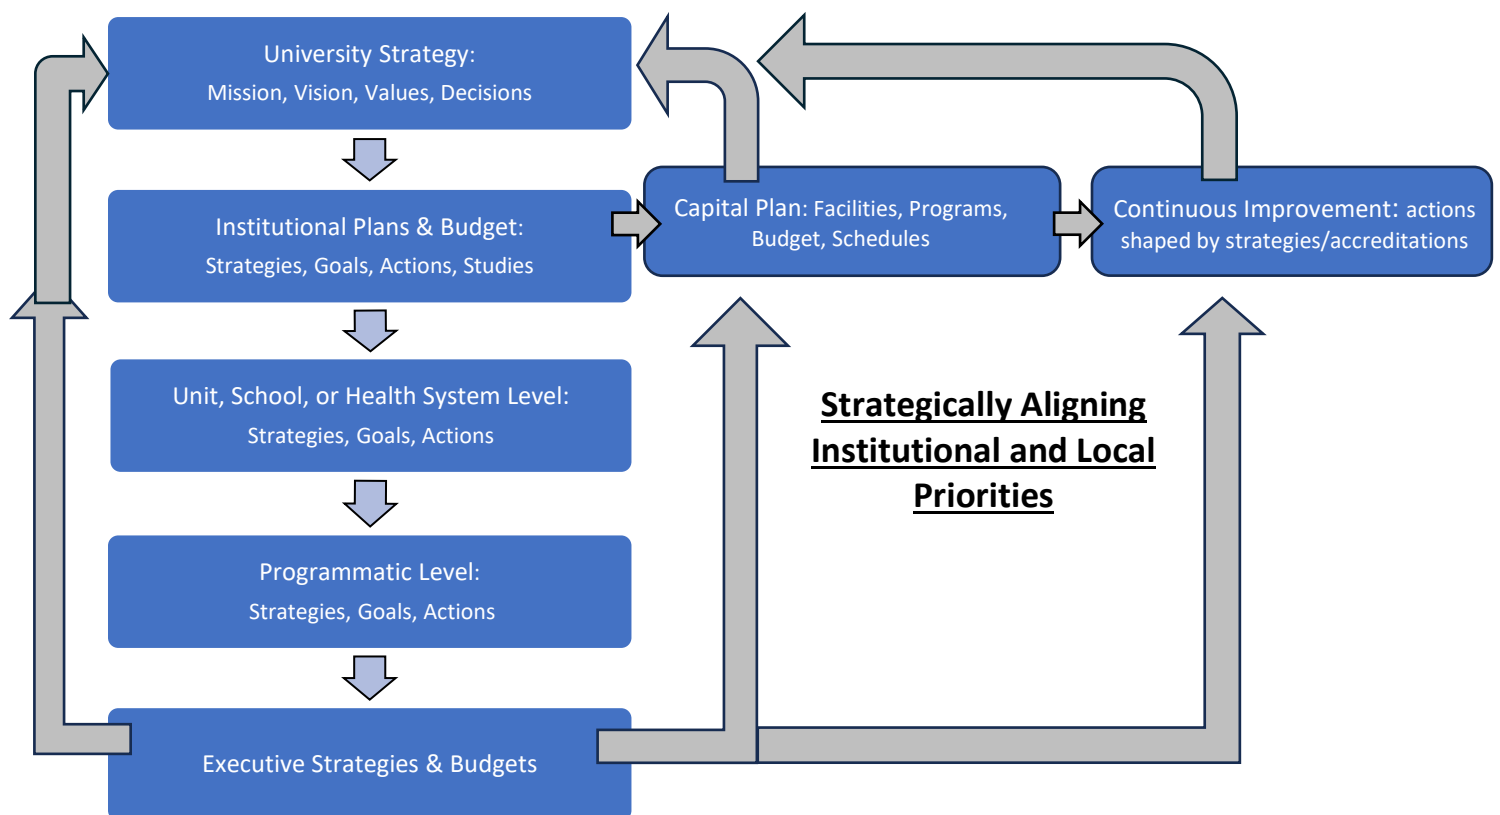 University Strategy:
Mission, Vision, Values, Decisions
Institutional Plans & Budget:
Strategies, Goals, Actions, Studies
Capital Plan: Facilities, Programs,
Budget, Schedules
Continuous Improvement: actions
shaped by strategies/accreditations
Unit, School, or Health System Level:
Strategies, Goals, Actions
Strategically Aligning
Institutional and Local
Priorities
Programmatic Level:
Strategies, Goals, Actions
Executive Strategies & Budgets